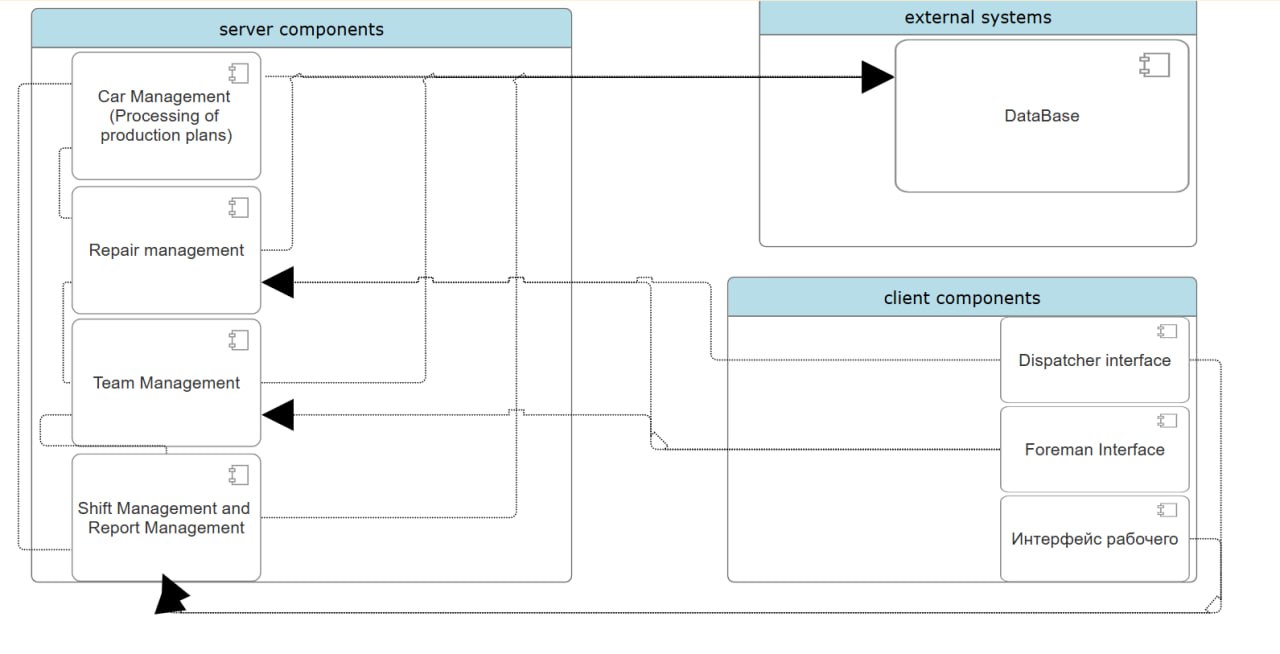 server components
Car Management
(Processing of
production plans)
Repair management
Team Management
Shift Management and
Report Management
external systems
DataBase
client components
Dispatcher interface
Foreman Interface
Интерфейс рабочего